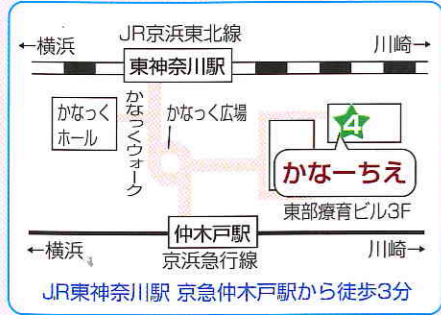 JR京浜東北線
←横浜
川崎→
東神奈川駅
かなっく
ホール
かなっくウォーク
かなっく広場
4
かなーちえ
東部療育ビル3F
仲木戸駅
←横浜
川崎→
京浜急行線
JR東神奈川駅 京急仲木戸駅から徒歩3分